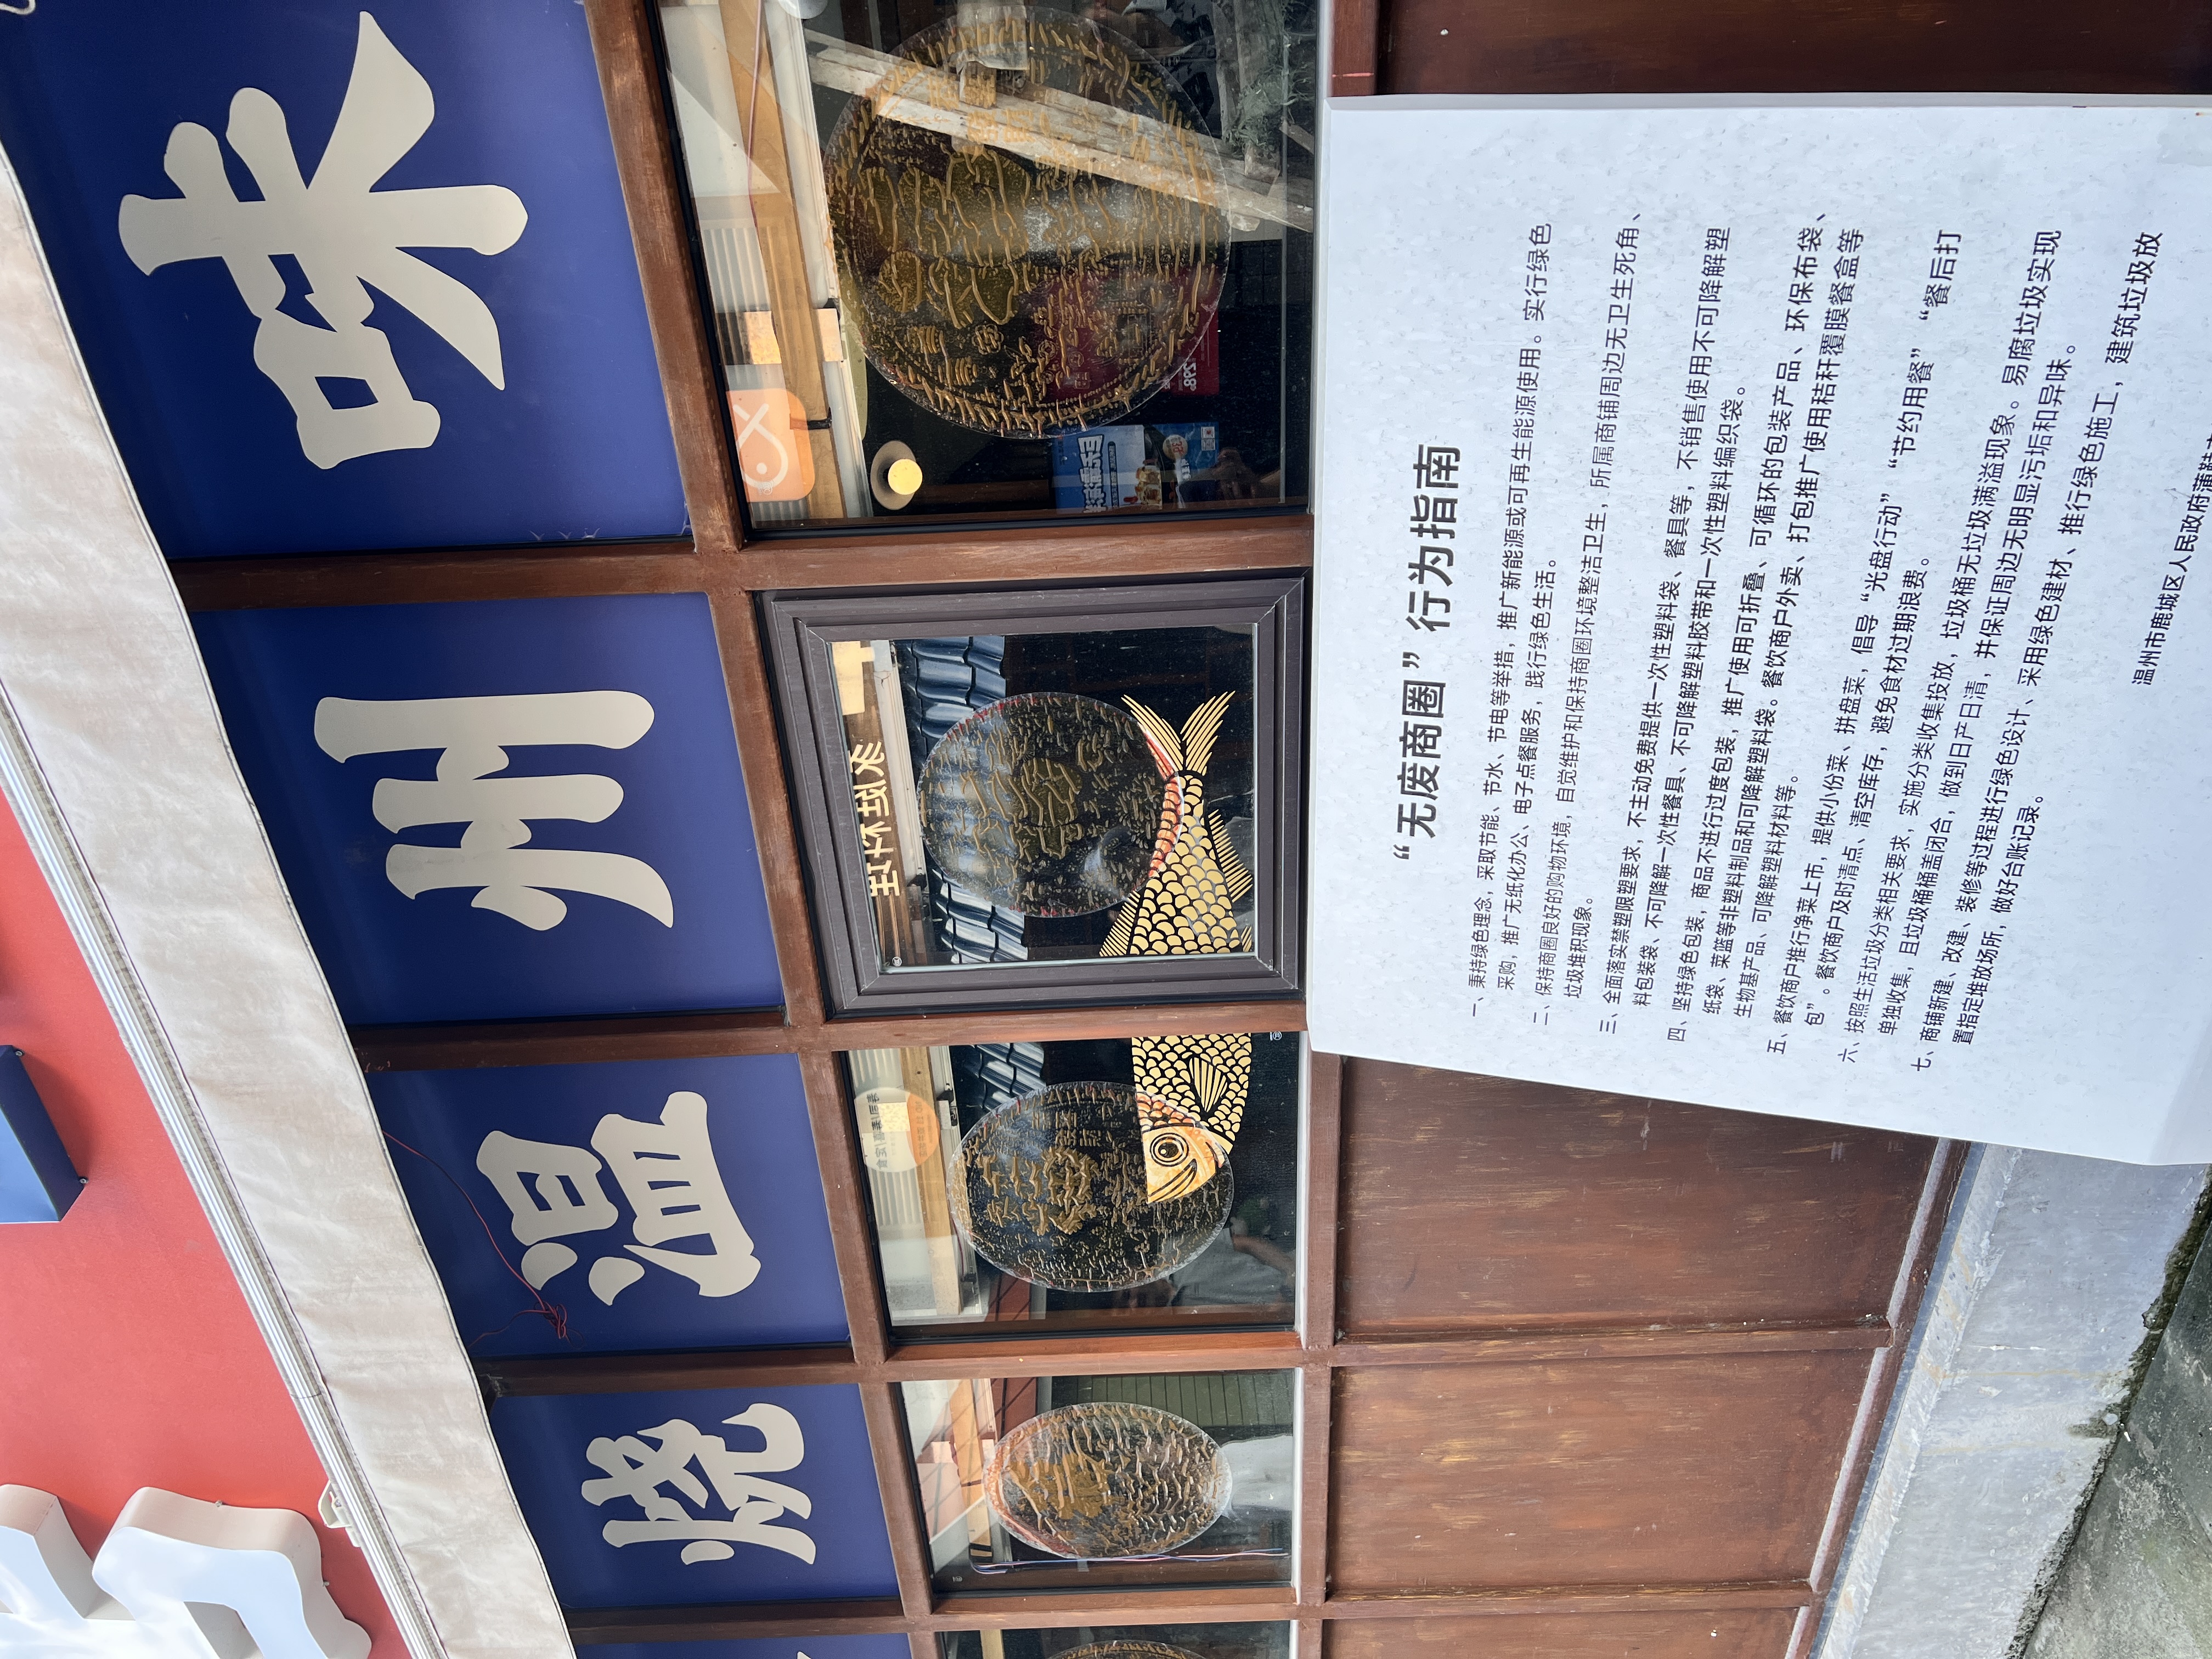 烧温州味
“无废商圈”行为指南
一、秉持绿色理念，采取节能、节水、节电等举措，推广新能源或可再生能源使用。实行绿色
采购，推广无纸化办公、电子点餐服务，践行绿色生活。
二、保持商圈良好的购物环境，自觉维护和保持商圈环境整洁卫生，所属商铺周边无卫生死角、
垃圾堆积现象。
三、全面落实禁塑限塑要求，不主动免费提供一次性塑料袋、餐具等，不销售使用不可降解塑
料包装袋、不可降解一次性餐具、不可降解塑料胶带和一次性塑料编织袋。
四、坚持绿色包装，商品不进行过度包装，推广使用可折叠、可循环的包装产品、环保布袋、
纸袋、菜篮等非塑料制品和可降解塑料袋。餐饮商户外卖、打包推广使用秸秆覆膜餐盒等
生物基产品、可降解塑料材料等。
五、餐饮商户推行净菜上市，提供小份菜、拼盘菜，倡导“光盘行动”“节约用餐”“餐后打
包”。餐饮商户及时清点、清空库存，避免食材过期浪费。
六、按照生活垃圾分类相关要求，实施分类收集投放，垃圾桶无垃圾满溢现象。易腐垃圾实现
单独收集，且垃圾桶桶盖闭合，做到日产日清，并保证周边无明显污垢和异味。
七、商铺新建、改建、装修等过程进行绿色设计、采用绿色建材、推行绿色施工，建筑垃圾放
置指定堆放场所，做好台账记录。
温州市鹿城区人民政府蒲鞋